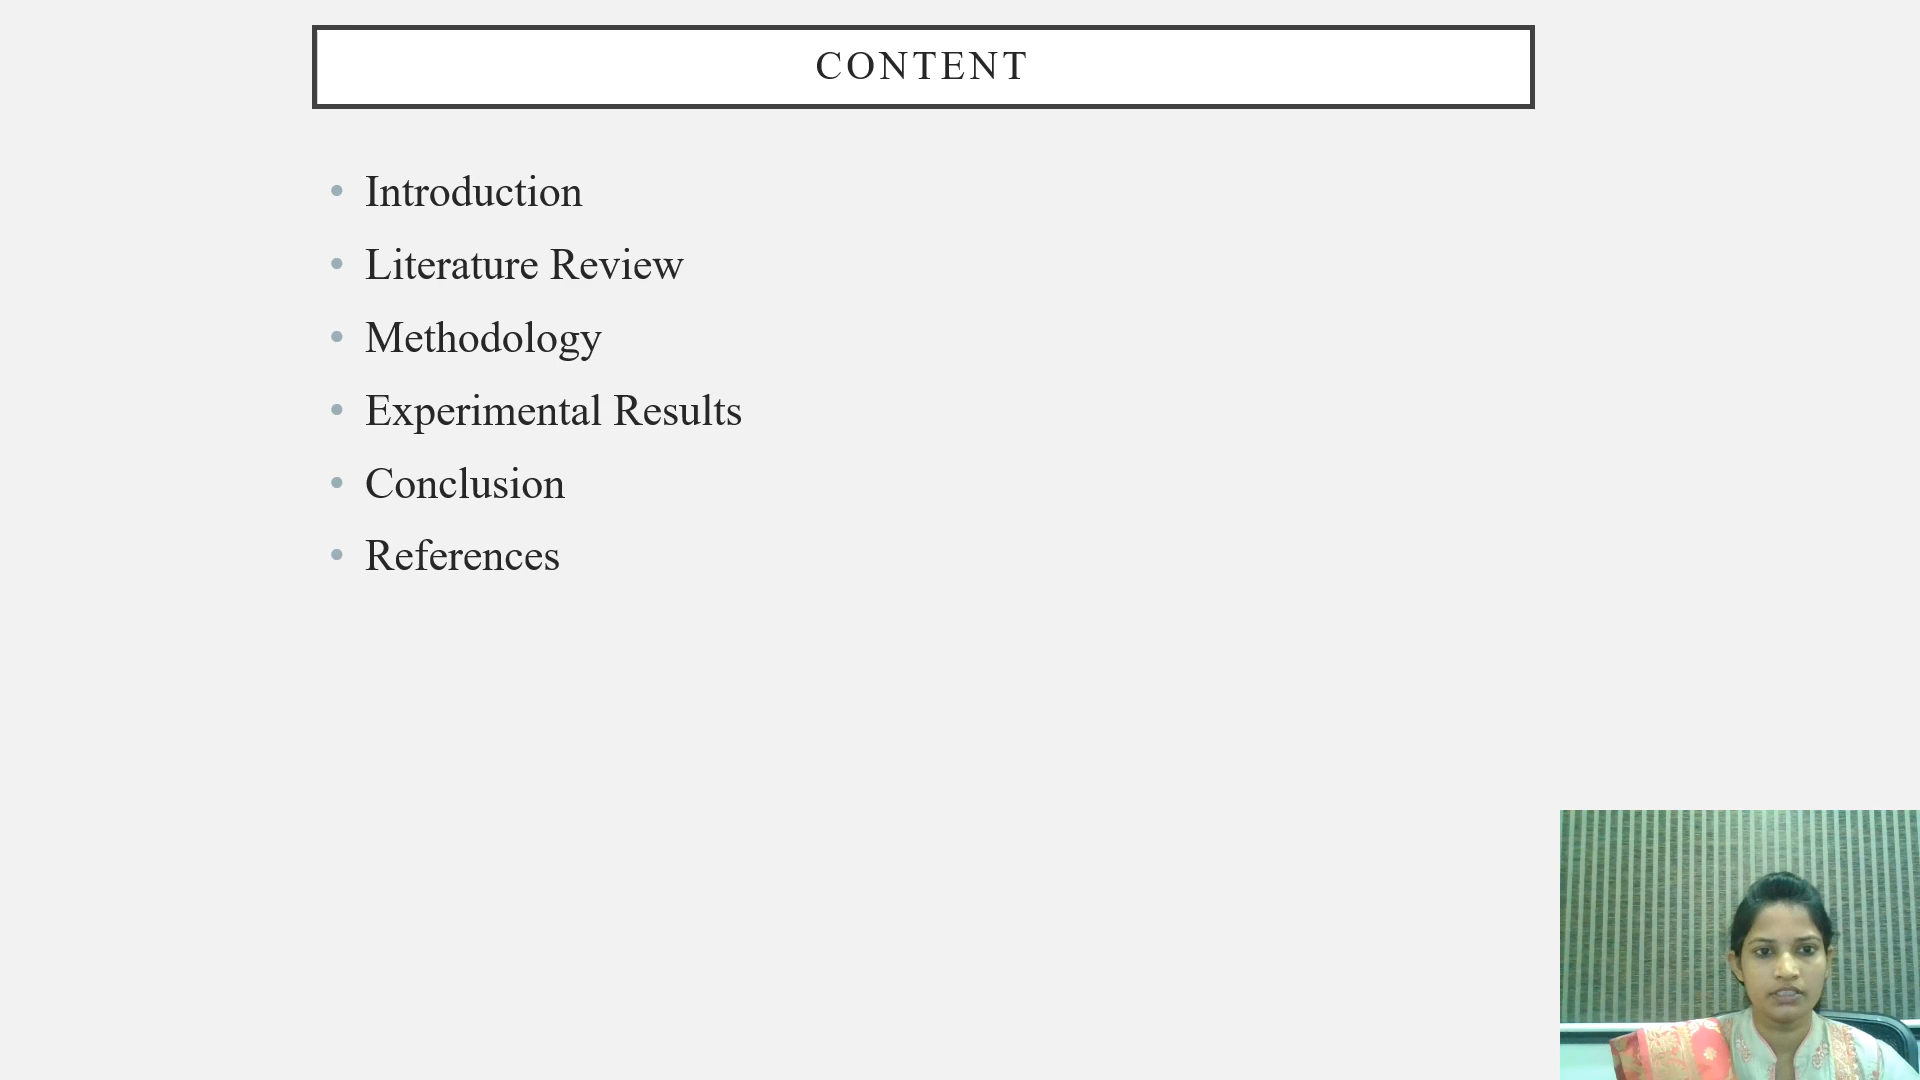 CONTENT
• Introduction
• Literature Review
• Methodology
• Experimental Results
• Conclusion
• References